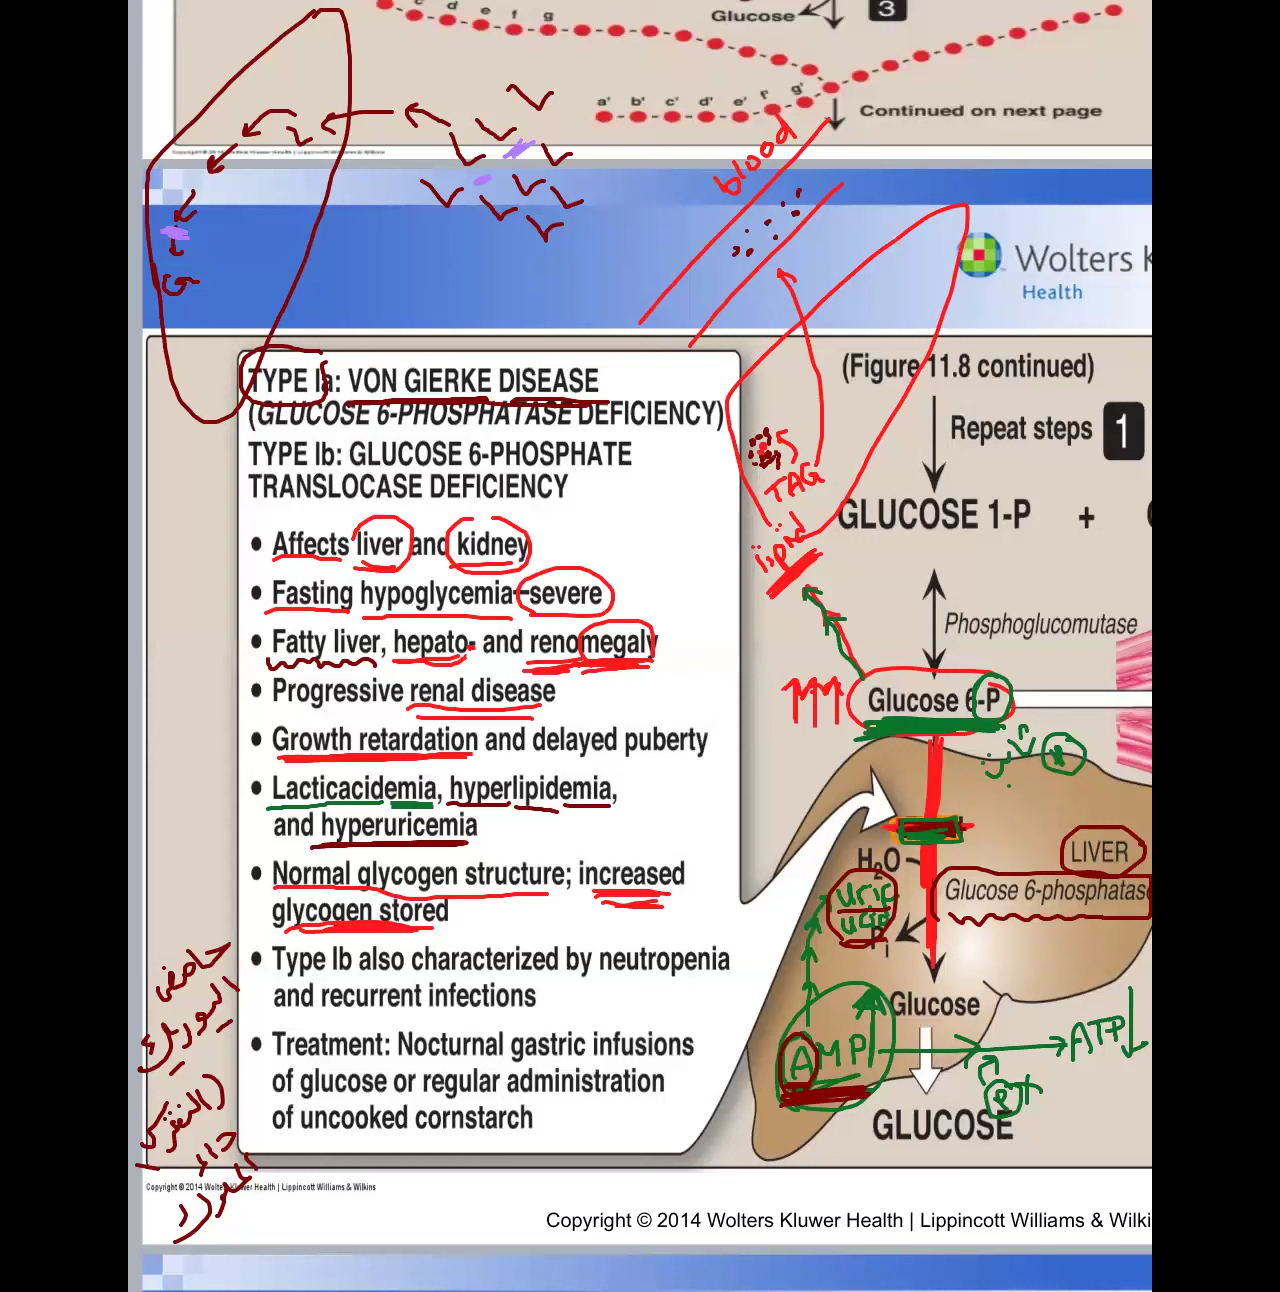 c d e f g
Glucose
3
a' b' c' d' e' f' g'
Continued on next page
blood
Wolters K
Health
G
TYPE Ia: VON GIERKE DISEASE
(GLUCOSE 6-PHOSPHATASE DEFICIENCY)
TYPE Ib: GLUCOSE 6-PHOSPHATE
TRANSLOCASE DEFICIENCY
• Affects liver and kidney
• Fasting hypoglycemia–severe
• Fatty liver, hepato- and renomegaly
• Progressive renal disease
• Growth retardation and delayed puberty
• Lacticacidemia, hyperlipidemia,
and hyperuricemia
• Normal glycogen structure; increased
glycogen stored
• Type Ib also characterized by neutropenia
and recurrent infections
• Treatment: Nocturnal gastric infusions
of glucose or regular administration
of uncooked cornstarch
(Figure 11.8 continued)
Repeat steps 1
TAG
GLUCOSE 1-P +
lipid
Phosphoglucomutase
Glucose 6-P
LIVER
H₂O
Glucose 6-phosphatase
uric
Pi
Glucose
AMP
ATP
GLUCOSE
حامض
اليوريك
(النقرس)
داء
الملوك
Copyright © 2014 Wolters Kluwer Health | Lippincott Williams & Wilkins
Copyright © 2014 Wolters Kluwer Health | Lippincott Williams & Wilki